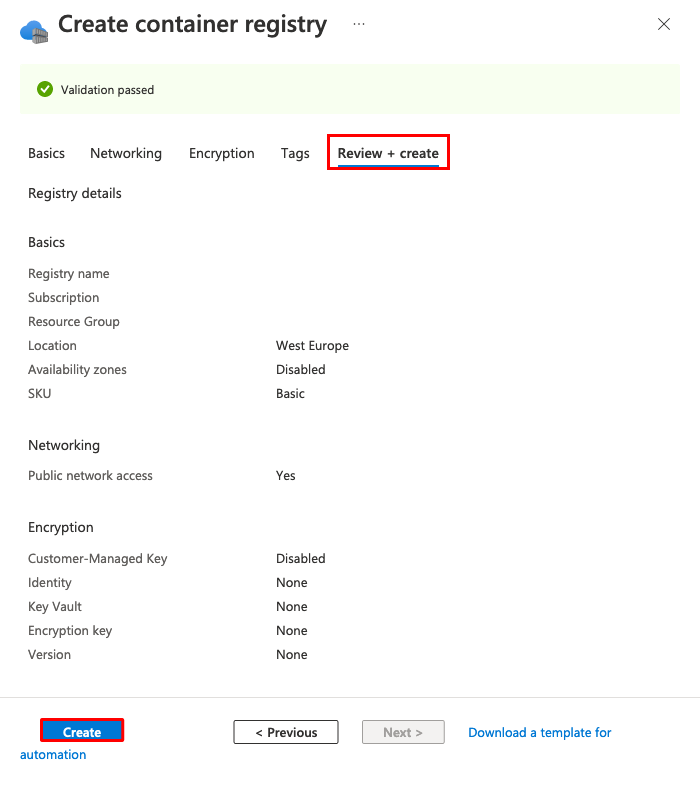 Create container registry ...
Validation passed
Basics Networking Encryption Tags Review + create
Registry details
Basics
Registry name
Subscription
Resource Group
Location West Europe
Availability zones Disabled
SKU Basic
Networking
Public network access Yes
Encryption
Customer-Managed Key Disabled
Identity None
Key Vault None
Encryption key None
Version None
Create < Previous Next > Download a template for
automation